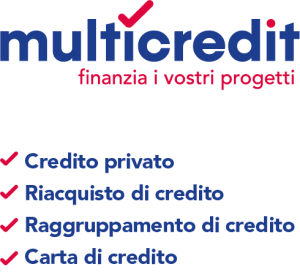 multicredit
finanzia i vostri progetti
Credito privato
Riacquisto di credito
Raggruppamento di credito
Carta di credito